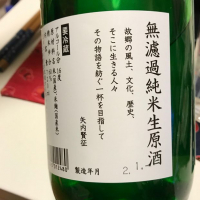 無濾過純米生原酒
故郷の風土、文化、歴史、
そこに生きる人々
その物語を紡ぐ一杯を目指して
矢内賢征
製造年月
2.1.
要冷蔵